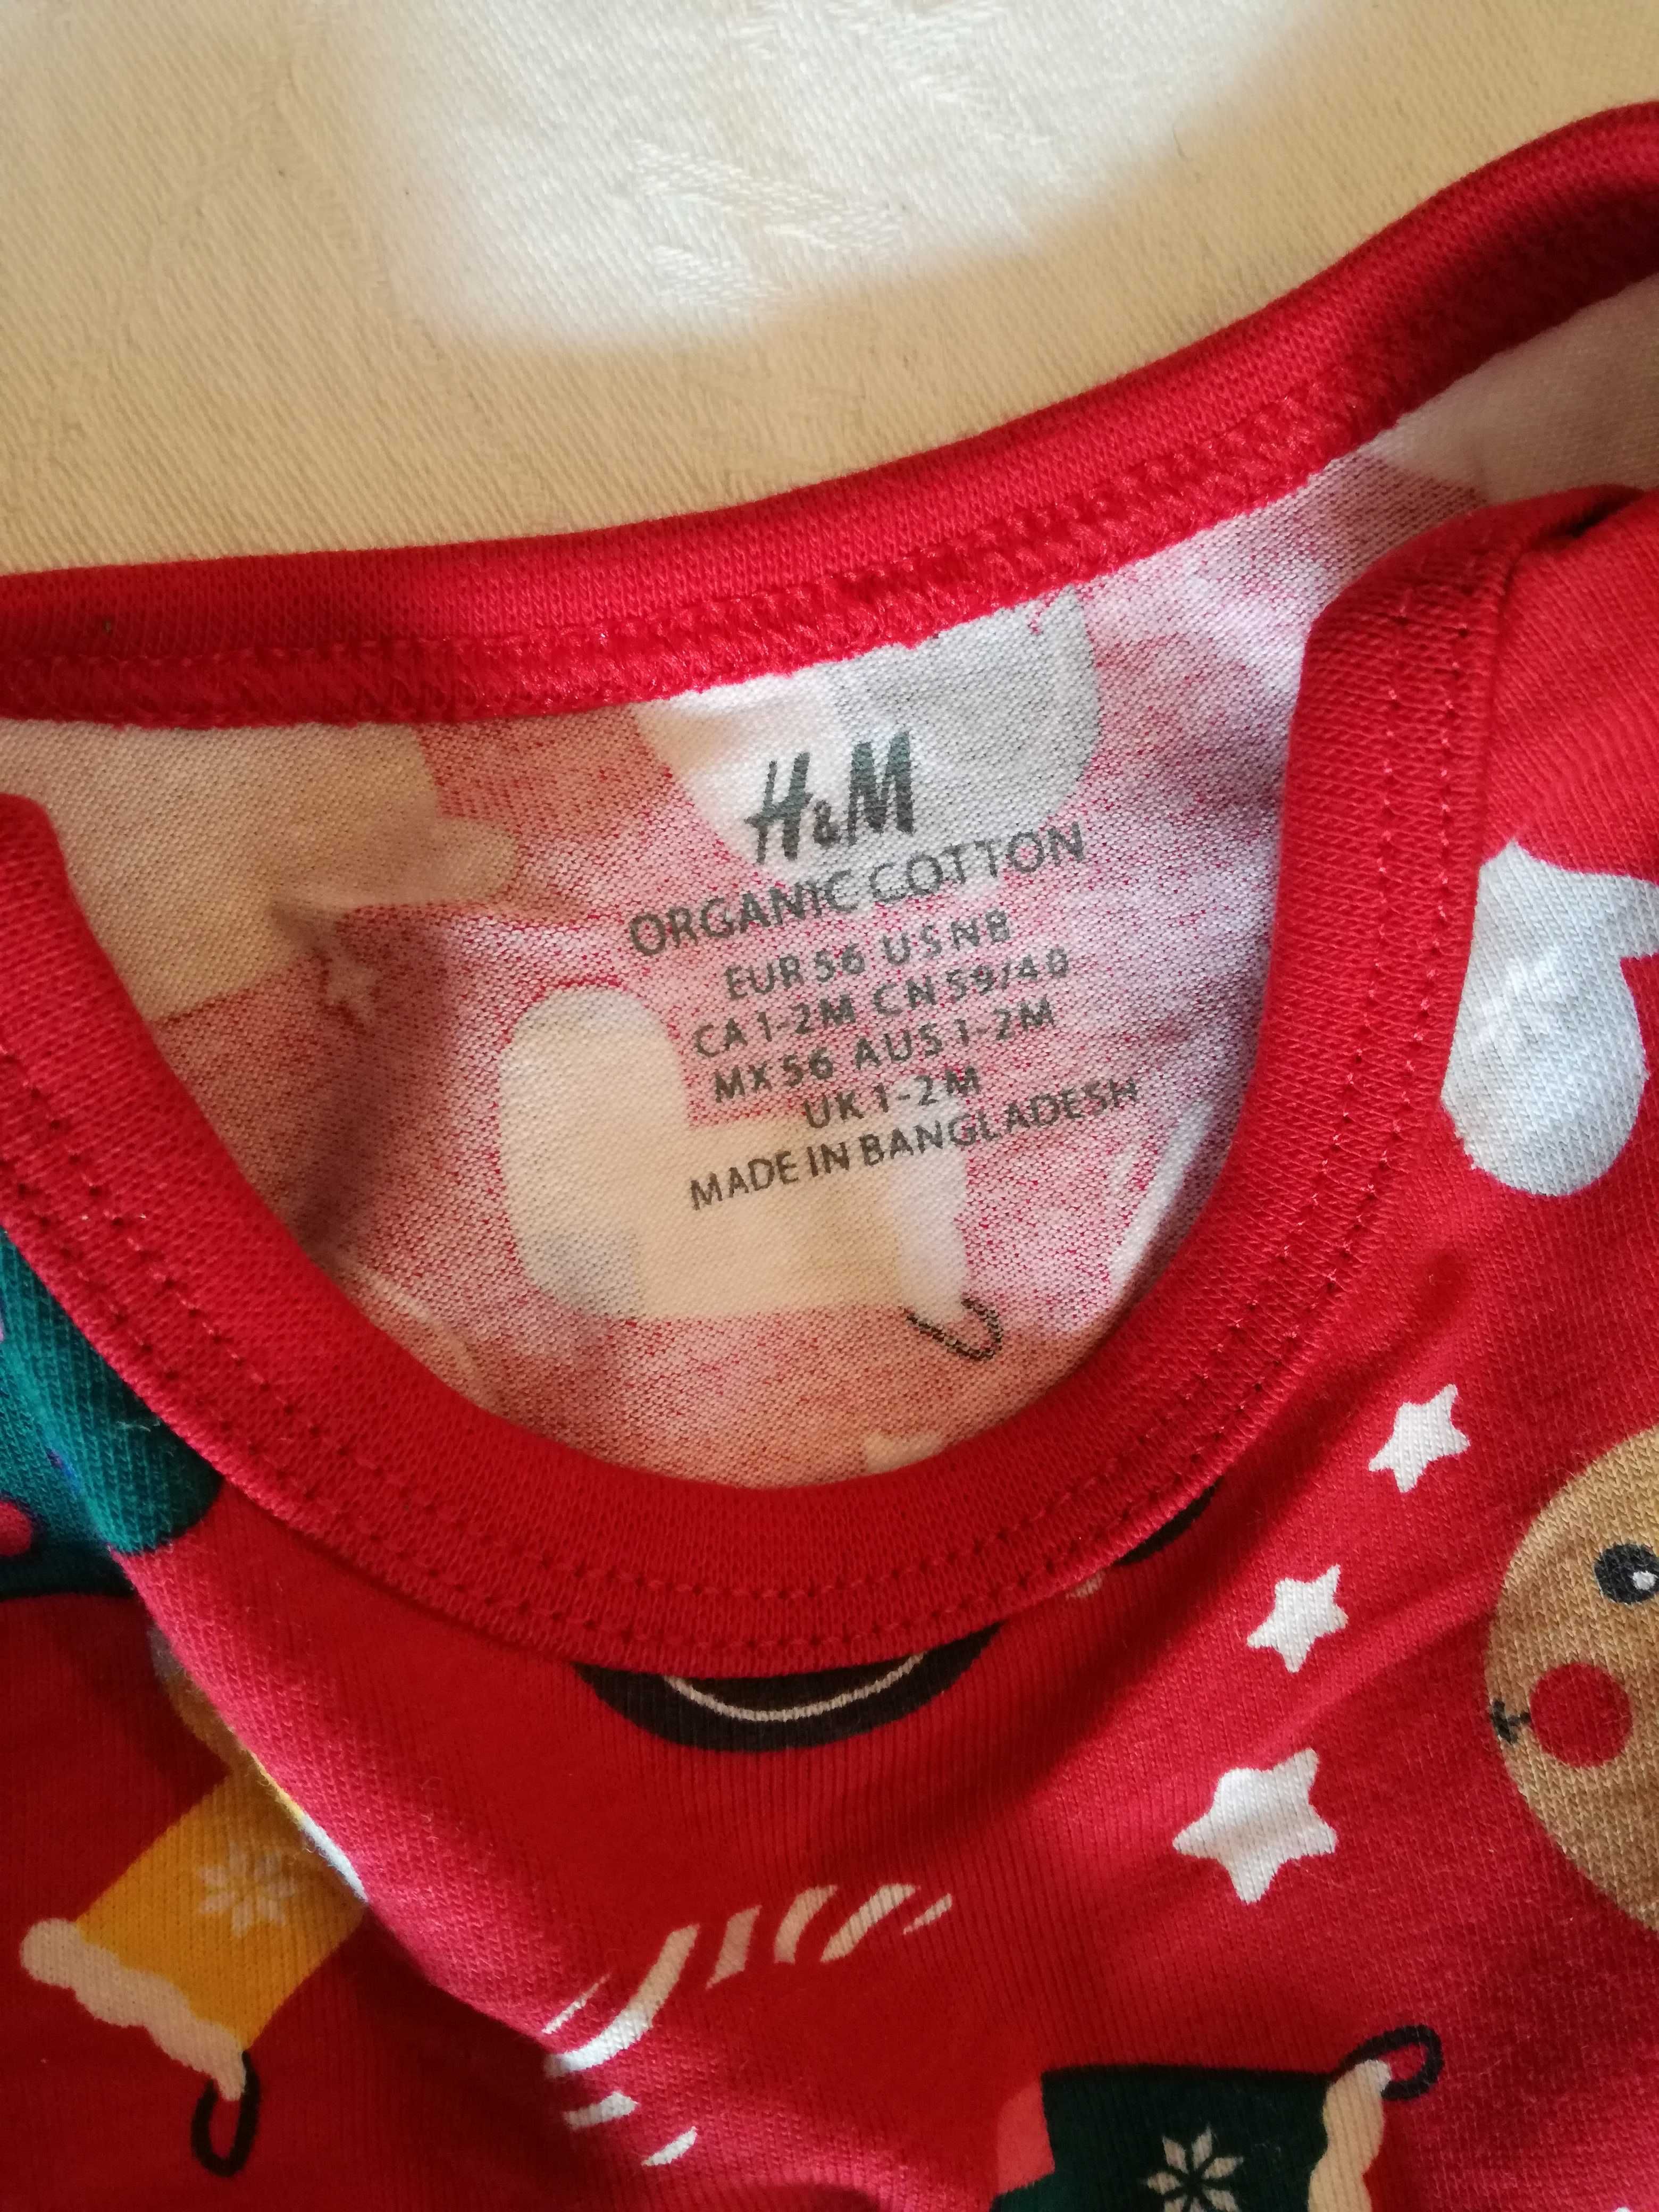 H&M
ORGANIC COTTON
EUR 56 US NB
CA 1-2M CN 59/40
MX 56 AUS 1-2M
UK 1-2M
MADE IN BANGLADESH